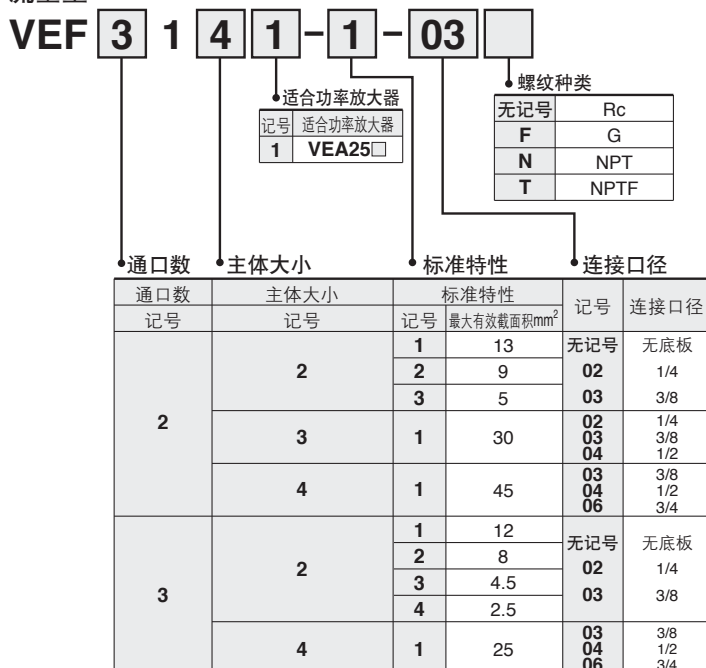 VEF 3 1 4 1 - 1 - 03
适合功率放大器
记号 适合功率放大器
1 VEA25□
螺纹种类
无记号 Rc
F G
N NPT
T NPTF
通口数 主体大小 标准特性 连接口径
通口数 主体大小 标准特性 记号 连接口径
记号 记号 记号 最大有效截面积mm²
2 2 1 13 无记号 无底板
2 9 02 1/4
3 5 03 3/8
3 1 30 02 1/4
03 3/8
04 1/2
4 1 45 03 3/8
04 1/2
06 3/4
3 2 1 12 无记号 无底板
2 8 02 1/4
3 4.5 03 3/8
4 2.5
4 1 25 03 3/8
04 1/2
06 3/4